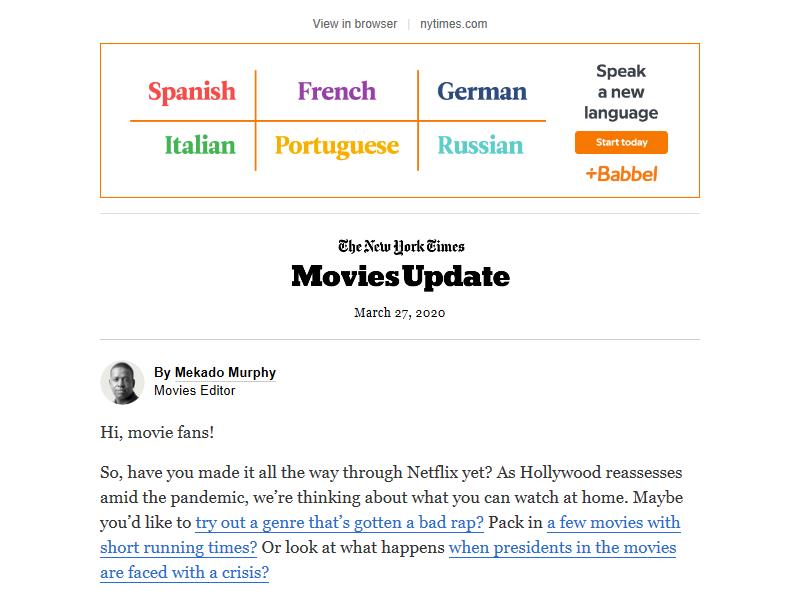 View in browser | nytimes.com
Spanish French German
Italian Portuguese Russian
Speak
a new
language
Start today
+Babbel
The New York Times
Movies Update
March 27, 2020
By Mekado Murphy
Movies Editor
Hi, movie fans!
So, have you made it all the way through Netflix yet? As Hollywood reassesses
amid the pandemic, we’re thinking about what you can watch at home. Maybe
you’d like to try out a genre that’s gotten a bad rap? Pack in a few movies with
short running times? Or look at what happens when presidents in the movies
are faced with a crisis?